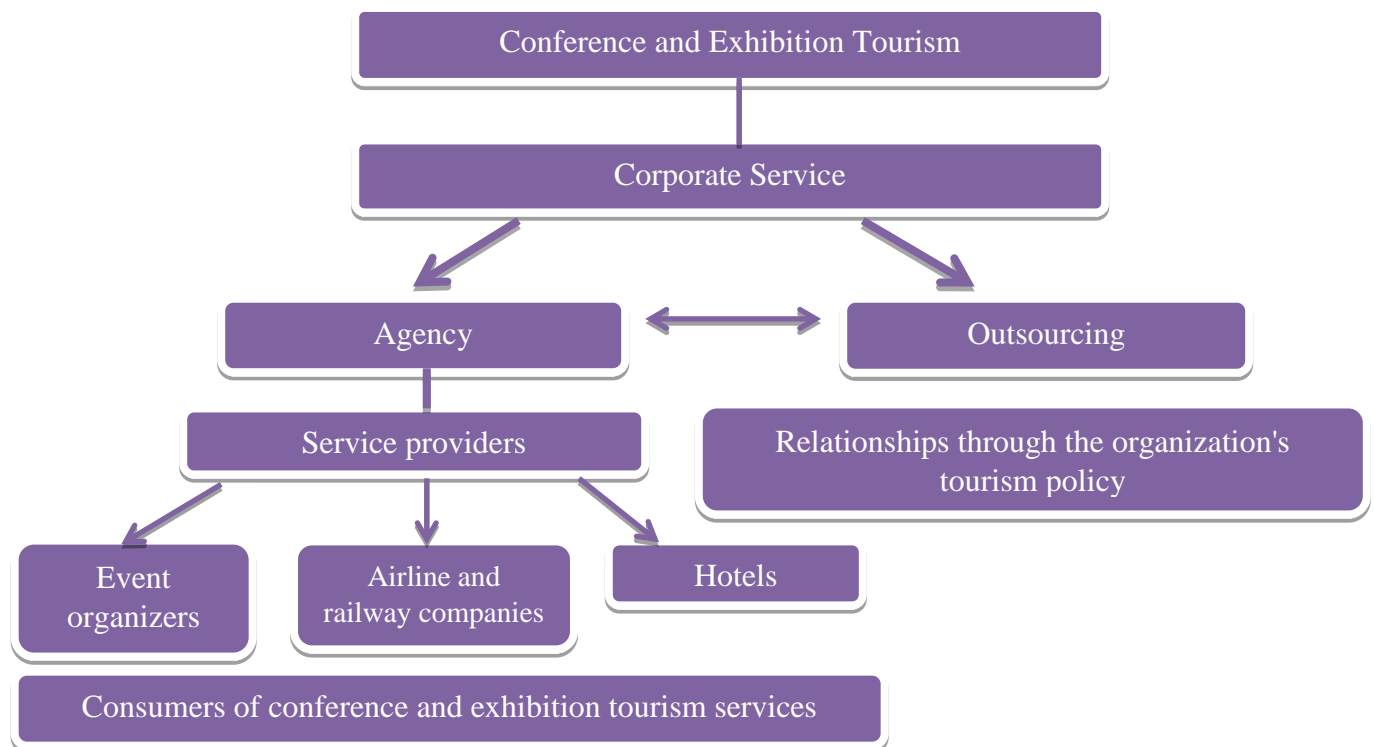 Conference and Exhibition Tourism
Corporate Service
Agency
Outsourcing
Service providers
Relationships through the organization's
tourism policy
Event
organizers
Airline and
railway companies
Hotels
Consumers of conference and exhibition tourism services